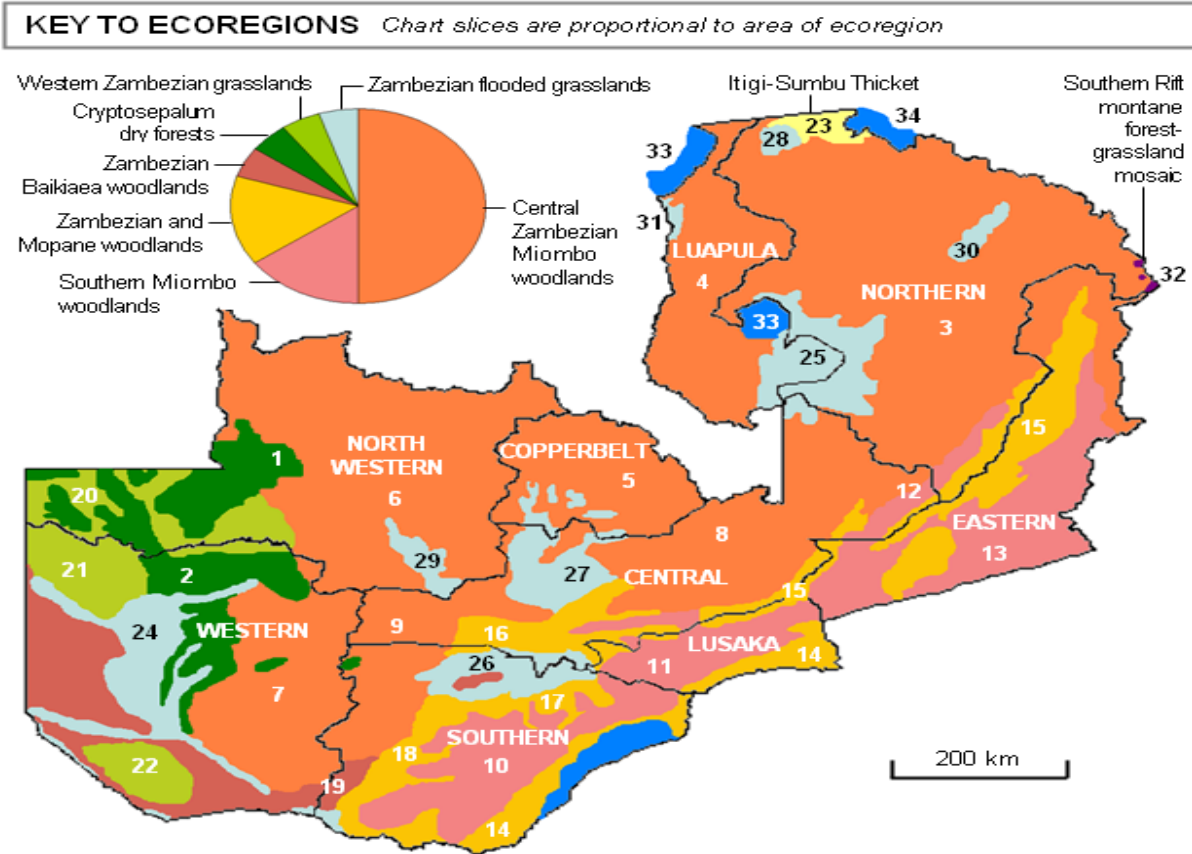 KEY TO ECOREGIONS Chart slices are proportional to area of ecoregion
Western Zambezian grasslands
Zambezian flooded grasslands
Cryptosepalum
dry forests
Zambezian
Baikiaea woodlands
Zambezian and
Mopane woodlands
Southern Miombo
woodlands
Central
Zambezian
Miombo
woodlands
Itigi-Sumbu Thicket
Southern Rift
montane
forest-
grassland
mosaic
23
34
28
33
31
30
32
LUAPULA
4
NORTHERN
3
33
25
15
1
NORTH
WESTERN
6
COPPERBELT
5
20
12
EASTERN
13
8
21
2
29
27
CENTRAL
15
24
WESTERN
9
16
LUSAKA
11
14
26
7
17
SOUTHERN
10
18
22
19
14
200 km